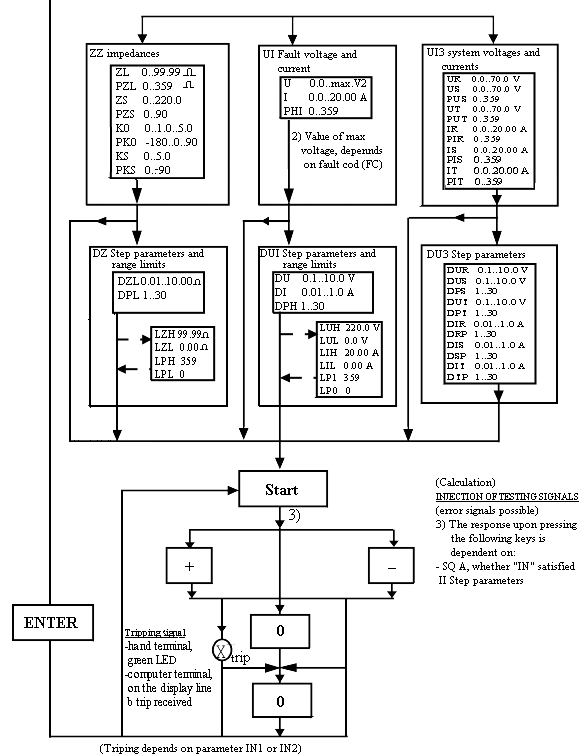 ZZ impedances
ZL 0..99.99 Ω
PZL 0..359 Ω
ZS 0..220.0
PZS 0..90
K0 0..1.0..5.0
PK0 -180..0..90
KS 0..5.0
PKS 0..-90
UI Fault voltage and
current
U 0.0..max.V2
I 0.0..20.00 A
PHI 0..359
2) Value of max
voltage, depennds
on fault cod (FC)
UI3 system voltages and
currents
UR 0.0..70.0 V
US 0.0..70.0 V
PUS 0..359
UT 0.0..70.0 V
PUT 0..359
IR 0.0..20.00 A
PIR 0..359
IS 0.0..20.00 A
PIS 0..359
IT 0.0..20.00 A
PIT 0..359
DZ Step parameters and
range limits
DZL 0.01..10.00Ω
DPL 1..30
LZH 99.99Ω
LZL 0.00Ω
LPH 359
LPL 0
DUI Step parameters and
range limits
DU 0.1..10.0 V
DI 0.01..1.0 A
DPH 1..30
LUH 220.0 V
LUL 0.0 V
LIH 20.00 A
LIL 0.00 A
LP1 359
LP0 0
DU3 Step parameters
DUR 0.1..10.0 V
DUS 0.1..10.0 V
DPS 1..30
DUT 0.1..10.0 V
DPT 1..30
DIR 0.01..1.0 A
DRP 1..30
DIS 0.01..1.0 A
DSP 1..30
DIT 0.01..1.0 A
DTP 1..30
Start
3)
(Calculation)
INJECTION OF TESTING SIGNALS
(error signals possible)
3) The response upon pressing
the following keys is
dependent on:
- SQ A, whether "IN" satisfied
II Step parameters
+
–
ENTER
Tripping signal
-hand terminal,
green LED
-computer terminal,
on the display line
b trip received
X
trip
0
0
(Triping depends on parameter IN1 or IN2)